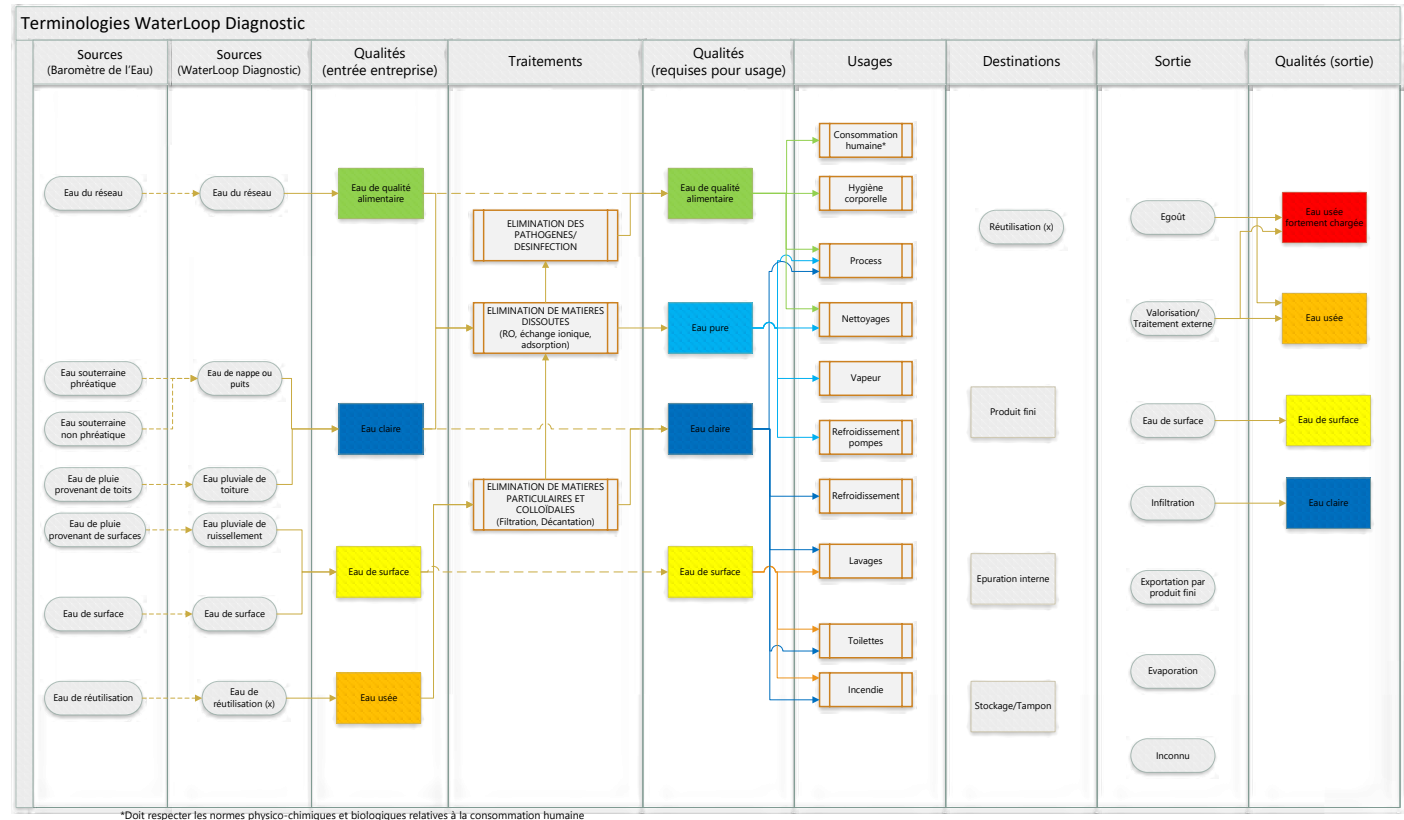 Terminologies WaterLoop Diagnostic
Sources
(Baromètre de l'Eau)
Sources
(WaterLoop Diagnostic)
Qualités
(entrée entreprise)
Traitements
Qualités
(requises pour usage)
Usages
Destinations
Sortie
Qualités (sortie)
Eau du réseau
Eau souterraine
phréatique
Eau souterraine
non phréatique
Eau de pluie
provenant de toits
Eau de pluie
provenant de surfaces
Eau de surface
Eau de réutilisation
Eau du réseau
Eau de nappe ou
puits
Eau pluviale de
toiture
Eau pluviale de
ruissellement
Eau de surface
Eau de
réutilisation (x)
Eau de qualité
alimentaire
Eau claire
Eau de surface
Eau usée
ELIMINATION DES
PATHOGENES/
DESINFECTION
ELIMINATION DE MATIERES
DISSOUTES
(RO, échange ionique,
adsorption)
ELIMINATION DE MATIERES
PARTICULAIRES ET
COLLOÏDALES
(Filtration, Décantation)
Eau de qualité
alimentaire
Eau pure
Eau claire
Eau de surface
Consommation
humaine*
Hygiène
corporelle
Process
Nettoyages
Vapeur
Refroidissement
pompes
Refroidissement
Lavages
Toilettes
Incendie
Réutilisation (x)
Produit fini
Epuration interne
Stockage/Tampon
Egoût
Valorisation/
Traitement externe
Eau de surface
Infiltration
Exportation par
produit fini
Evaporation
Inconnu
Eau usée
fortement chargée
Eau usée
Eau de surface
Eau claire
*Doit respecter les normes physico-chimiques et biologiques relatives à la consommation humaine